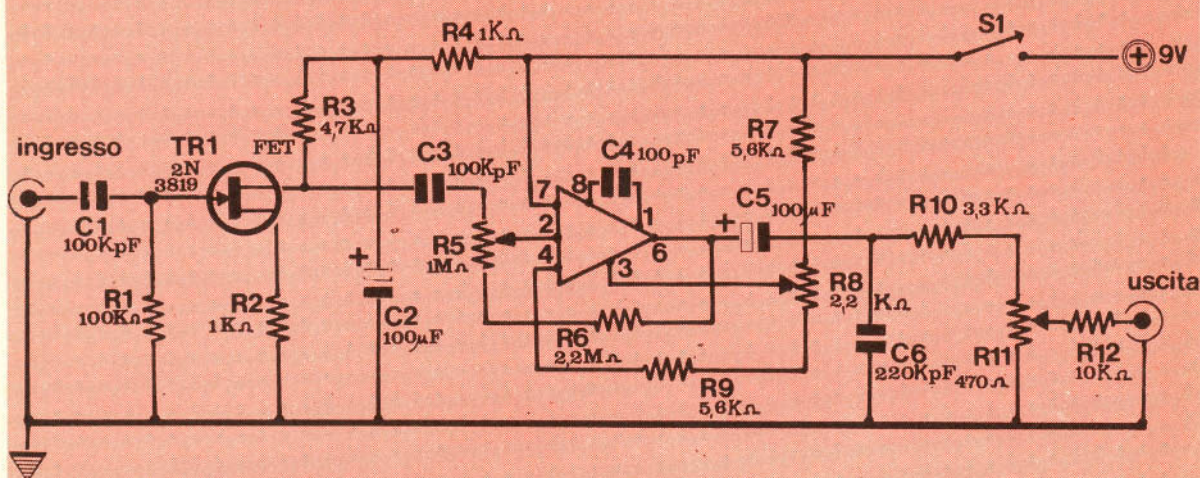 S1
+ 9V
R4 1KΩ
R3
4,7KΩ
R7
5,6KΩ
ingresso
TR1
2N
3819
FET
C3
100KpF
C4 100pF
C5
100µF
R10 3,3KΩ
C1
100KpF
7
8
2
1
4
6
3
+
R5
1MΩ
+
R8
2,2 KΩ
uscita
R1
100KΩ
R2
1KΩ
C2
100µF
R6
2,2MΩ
C6
220KpF
R11
470Ω
R12
10KΩ
R9
5,6KΩ